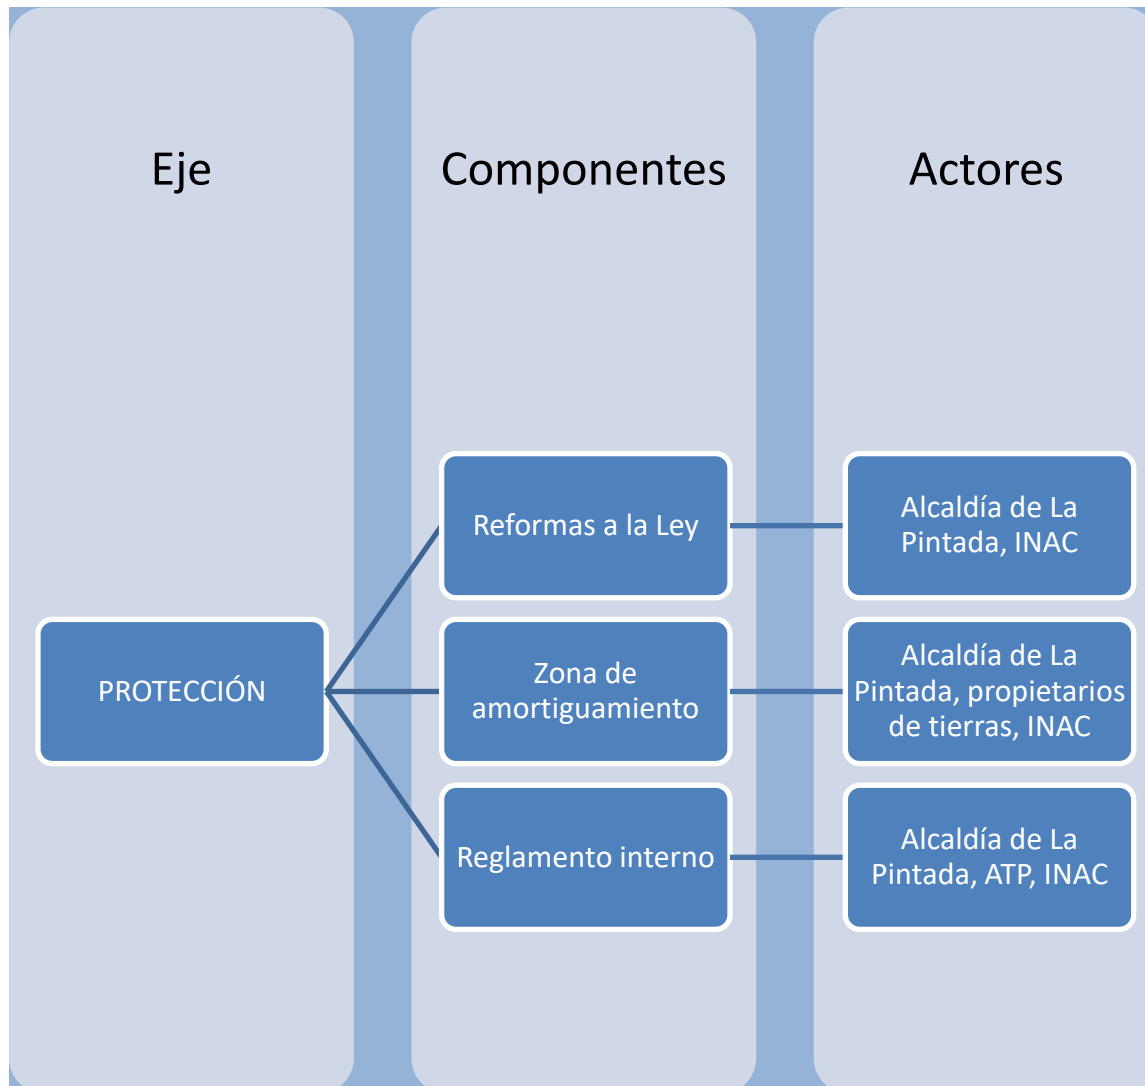 Eje
Componentes
Actores
PROTECCIÓN
Reformas a la Ley
Alcaldía de La
Pintada, INAC
Zona de
amortiguamiento
Alcaldía de La
Pintada, propietarios
de tierras, INAC
Reglamento interno
Alcaldía de La
Pintada, ATP, INAC